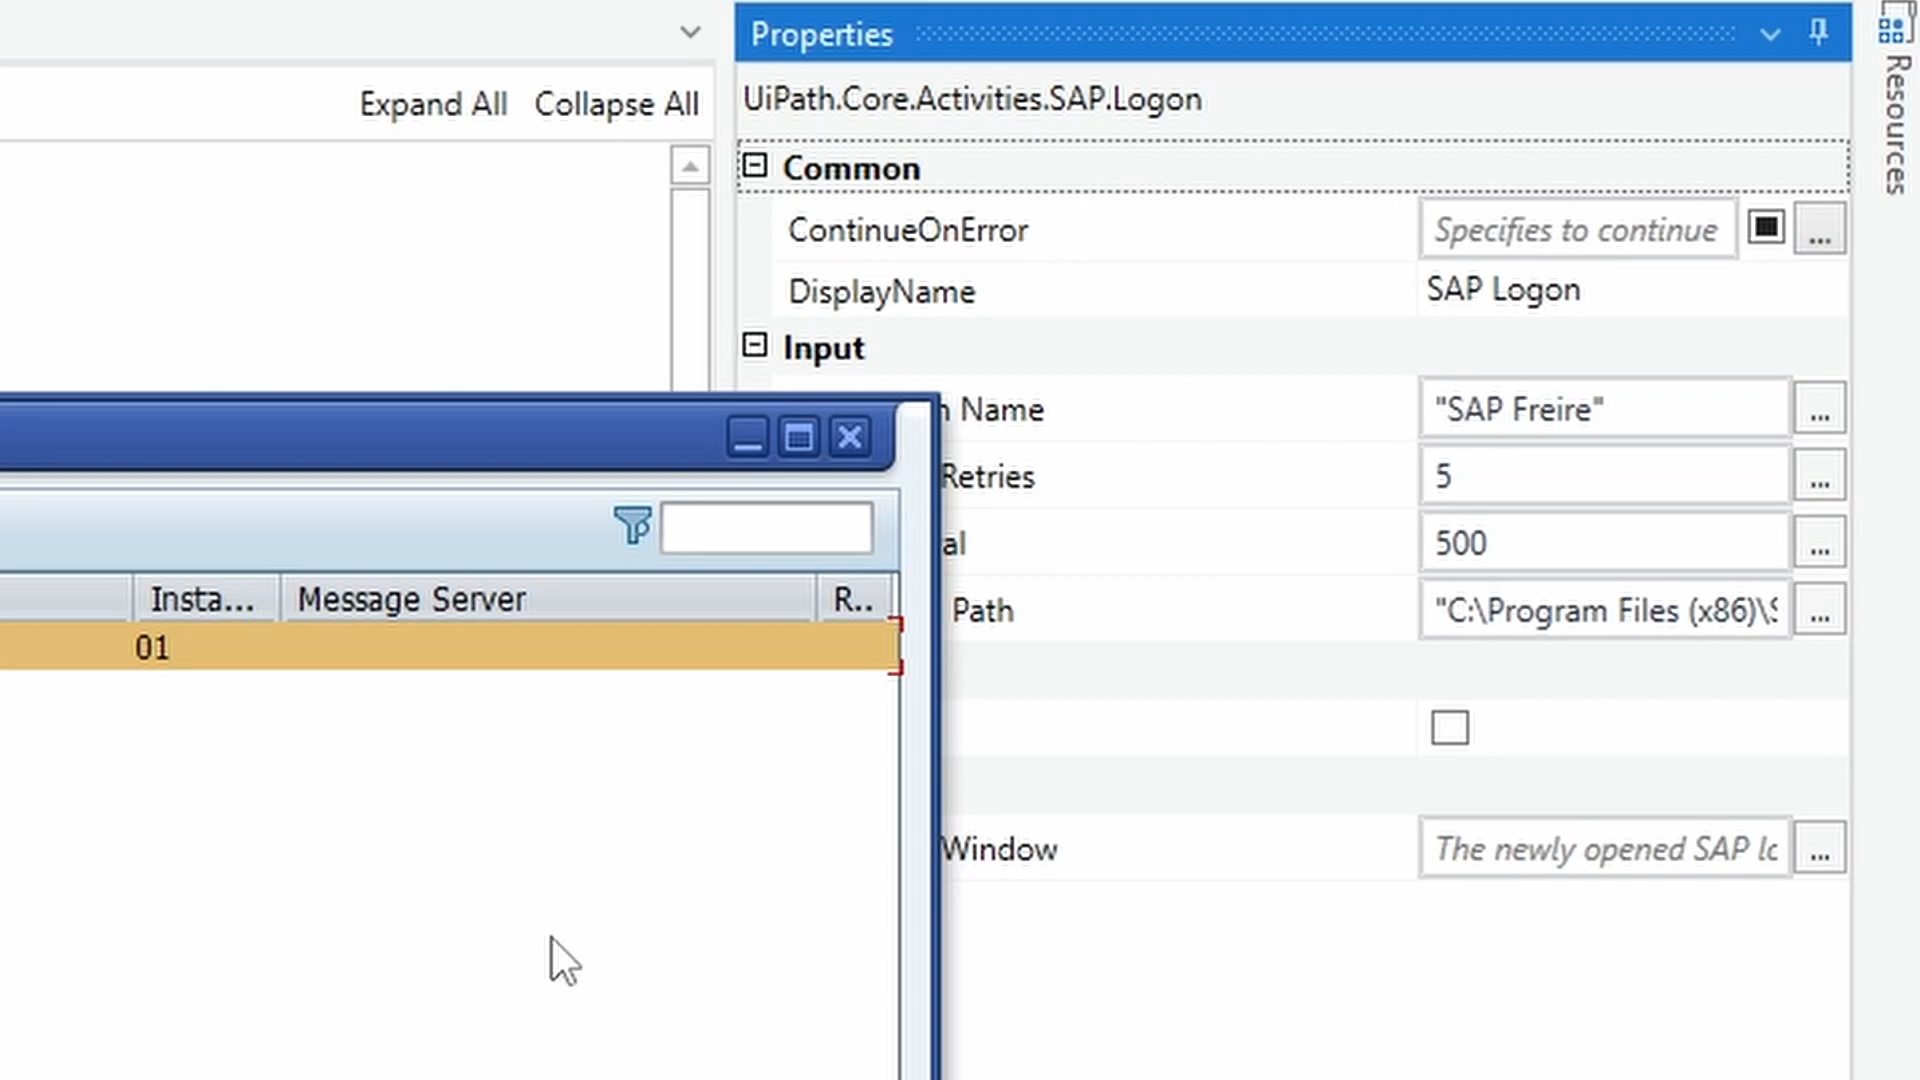 Properties
Resources
UiPath.Core.Activities.SAP.Logon
Expand All Collapse All
Common
ContinueOnError Specifies to continue ...
DisplayName SAP Logon
Input
Name "SAP Freire" ...
Retries 5 ...
al 500 ...
Path "C:\Program Files (x86)\S ...
Insta... Message Server R..
01
Window The newly opened SAP lo ...